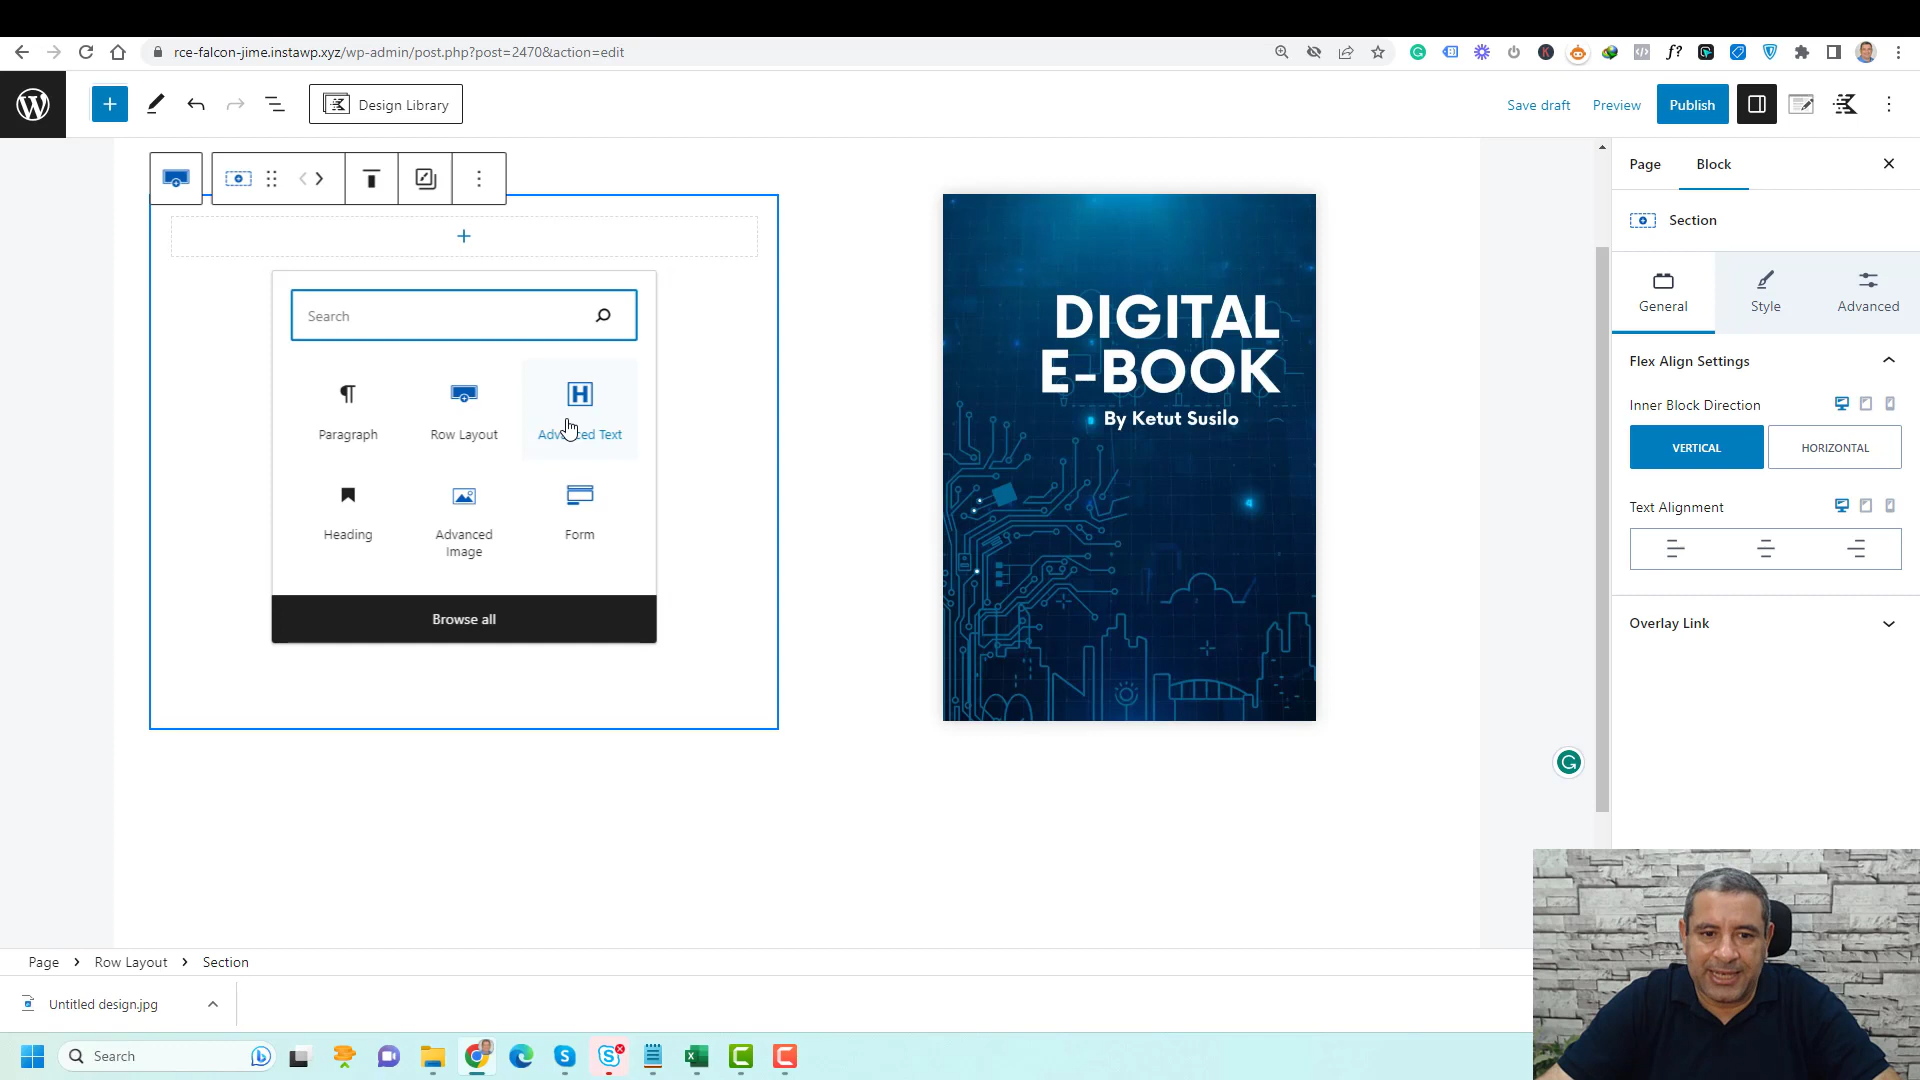 rce-falcon-jime.instawp.xyz/wp-admin/post.php?post=2470&action=edit
Design Library
Save draft
Preview
Publish
Page
Block
Section
General
Style
Advanced
Flex Align Settings
Inner Block Direction
VERTICAL
HORIZONTAL
Text Alignment
Overlay Link
Search
Paragraph
Row Layout
Advanced Text
Heading
Advanced
Image
Form
Browse all
DIGITAL
E-BOOK
By Ketut Susilo
Page > Row Layout > Section
Untitled design.jpg
Search